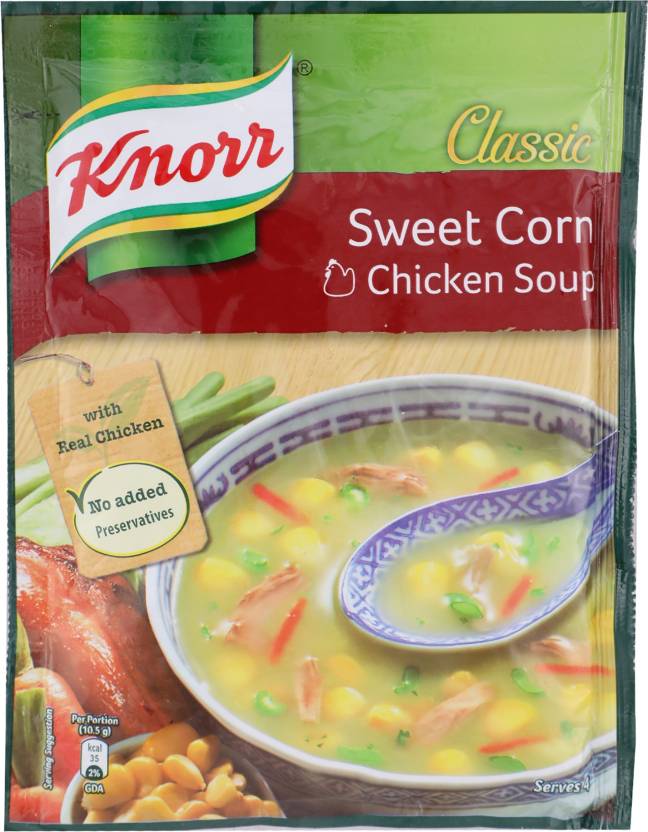 Knorr
®
Classic
Sweet Corn
Chicken Soup
with
Real Chicken
No added
Preservatives
Serving Suggestion
Per Portion
(10.5 g)
kcal
35
2%
GDA
Serves 4